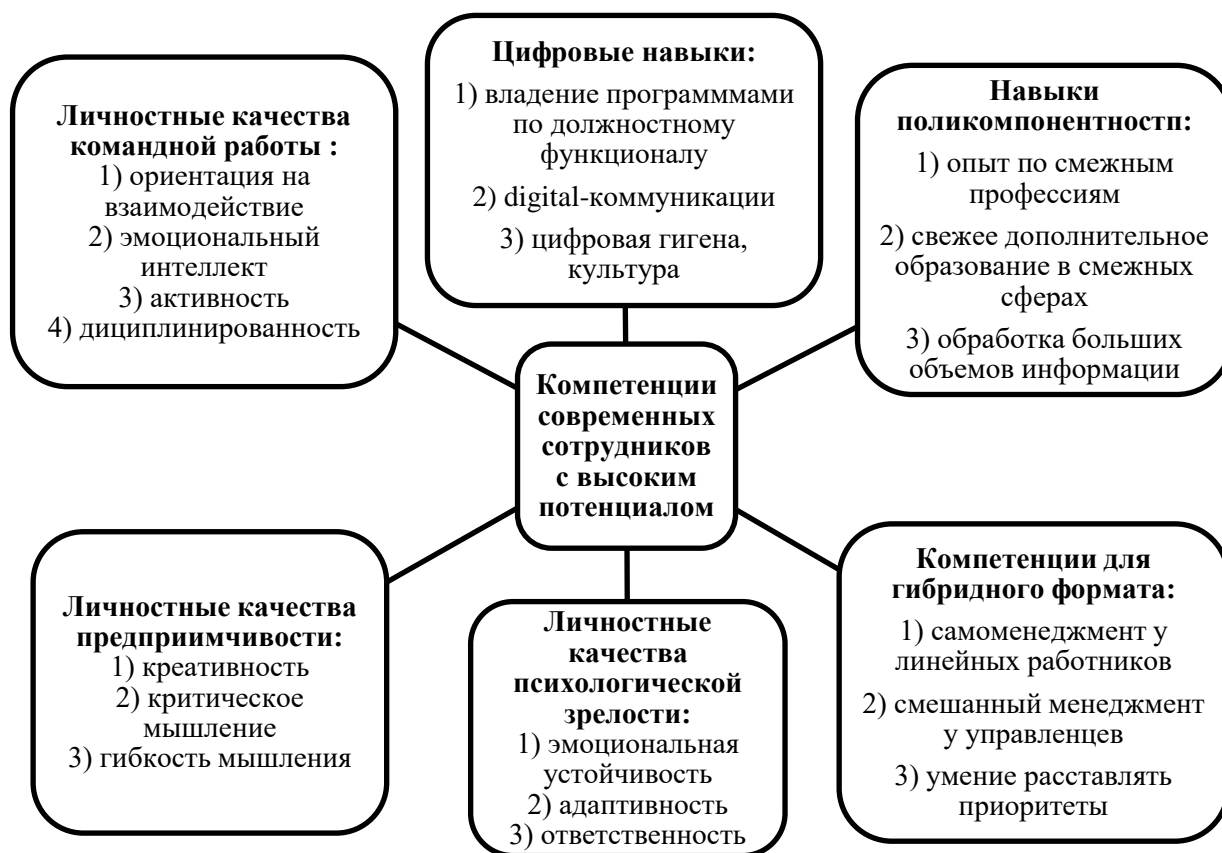 Личностные качества
командной работы :
1) ориентация на
взаимодействие
2) эмоциональный
интеллект
3) активность
4) дициплинированность
Цифровые навыки:
1) владение программмами
по должностному
функционалу
2) digital-коммуникации
3) цифровая гигена,
культура
Навыки
поликомпонентностп:
1) опыт по смежным
профессиям
2) свежее дополнительное
образование в смежных
сферах
3) обработка больших
объемов информации
Компетенции
современных
сотрудников
с высоким
потенциалом
Личностные качества
предприимчивости:
1) креативность
2) критическое
мышление
3) гибкость мышления
Личностные
качества
психологической
зрелости:
1) эмоциональная
устойчивость
2) адаптивность
3) ответственность
Компетенции для
гибридного формата:
1) самоменеджмент у
линейных работников
2) смешанный менеджмент
у управленцев
3) умение расставлять
приоритеты